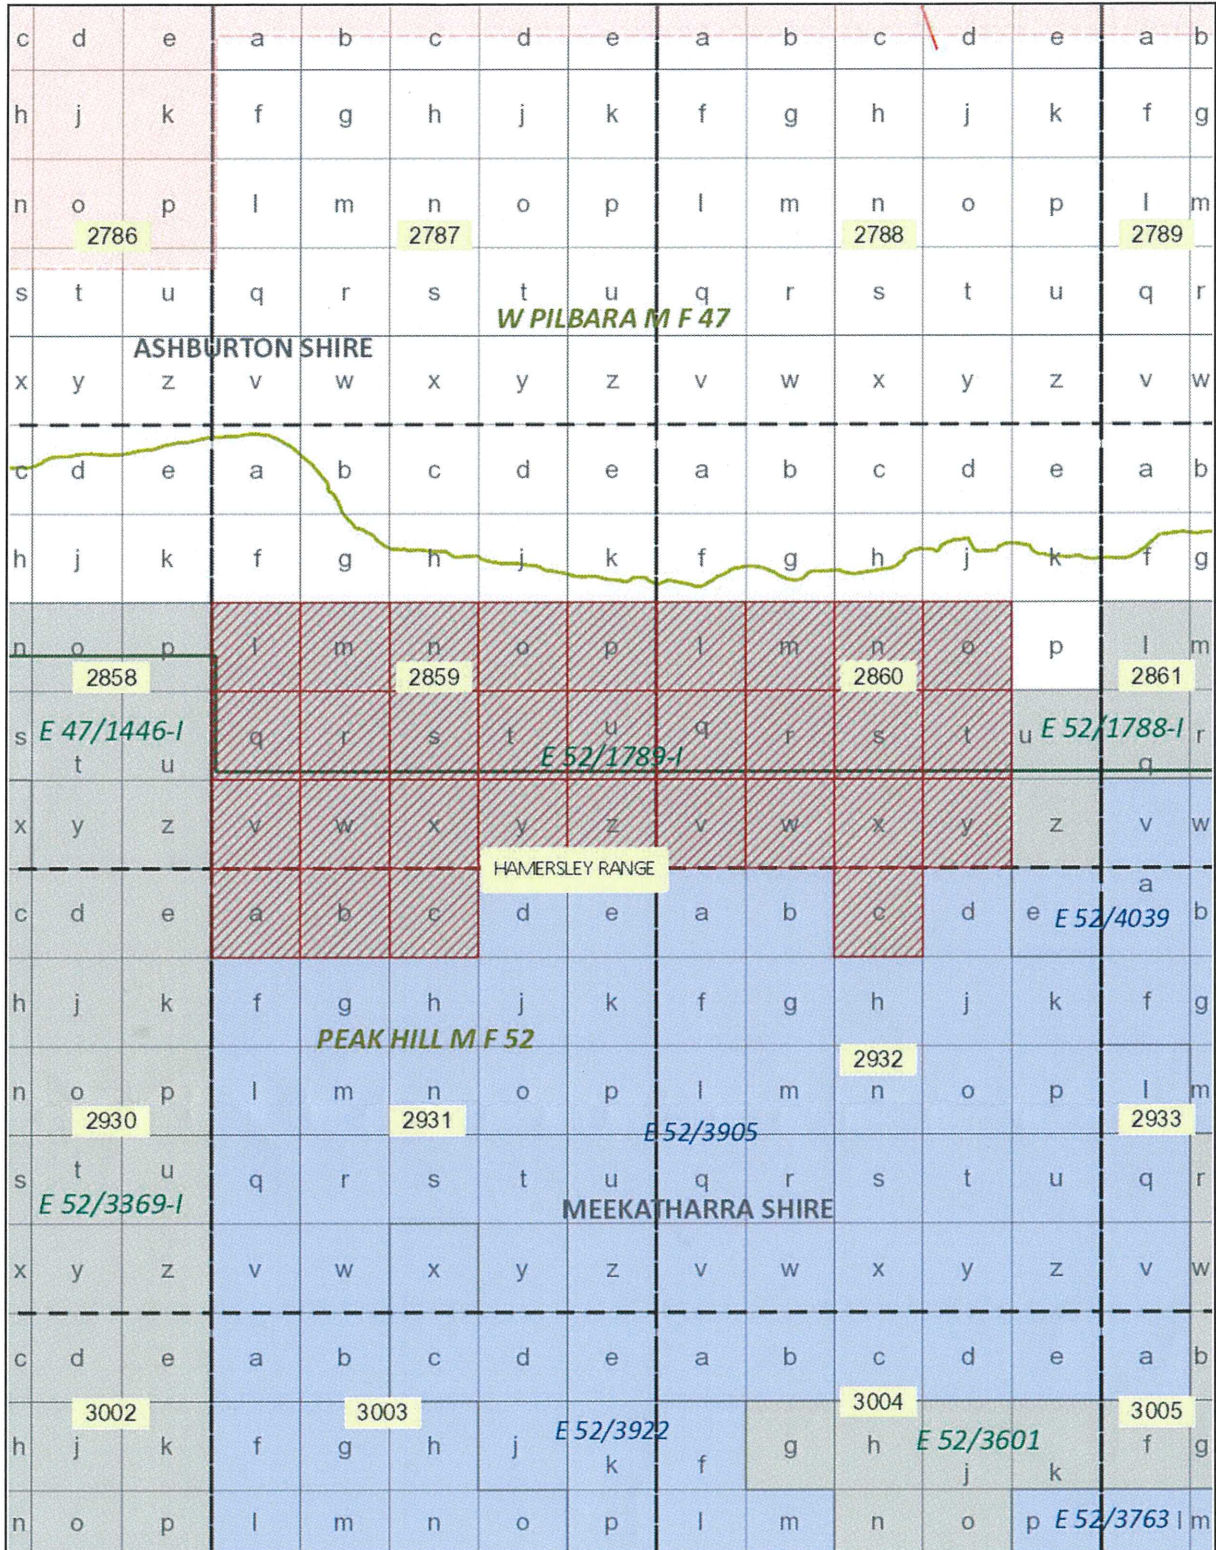 c d e a b c d e a b c d e a b
h j k f g h j k f g h j k f g
n o p l m n o p l m n o p l m
2786 2787 2788 2789
s t u q r s t u q r s t u q r
W PILBARA M F 47
ASHBURTON SHIRE
x y z v w x y z v w x y z v w
c d e a b c d e a b c d e a b
h j k f g h j k f g h j k f g
n o p l m n o p l m n o p l m
2858 2859 2860 2861
s E 47/1446-I q r s t u q r s t u E 52/1788-I r
t u E 52/1789-I q
x y z v w x y z v w x y z v w
HAMERSLEY RANGE
c d e a b c d e a b c d e a b
E 52/4039
h j k f g h j k f g h j k f g
PEAK HILL M F 52
2932
n o p l m n o p l m n o p l m
2930 2931 2933
E 52/3905
s t u q r s t u q r s t u q r
E 52/3369-I MEEKATHARRA SHIRE
x y z v w x y z v w x y z v w
c d e a b c d e a b c d e a b
3002 3003 3004 3005
h j k f g h j E 52/3922 g h E 52/3601 f g
k f j k
n o p l m n o p l m n o p E 52/3763 l m